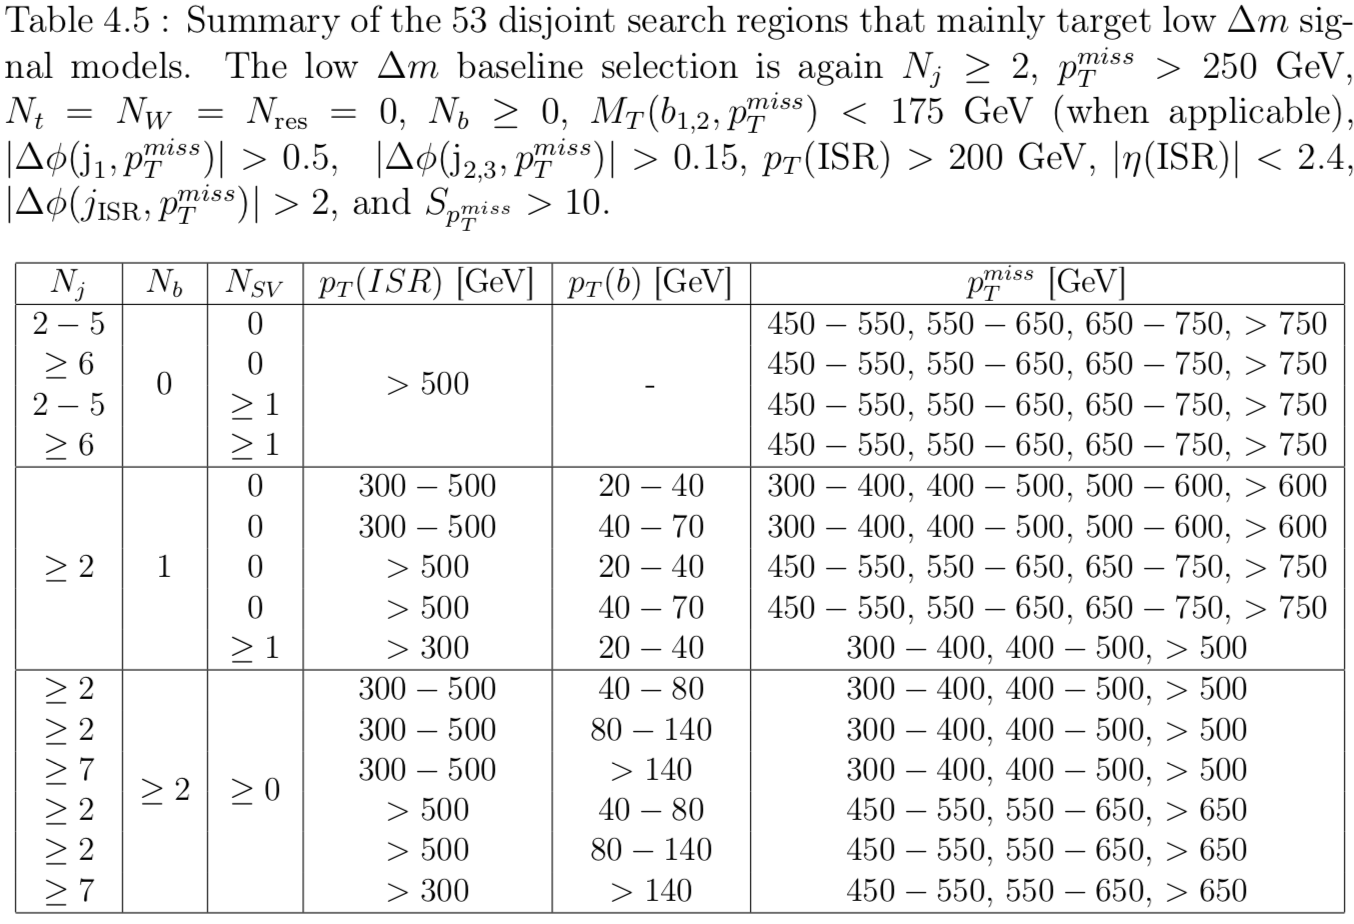 Table 4.5 : Summary of the 53 disjoint search regions that mainly target low Δm sig-
nal models. The low Δm baseline selection is again N_j ≥ 2, p_T^{miss} > 250 GeV,
N_t = N_W = N_res = 0, N_b ≥ 0, M_T(b_{1,2}, p_T^{miss}) < 175 GeV (when applicable),
|Δϕ(j_1, p_T^{miss})| > 0.5, |Δϕ(j_{2,3}, p_T^{miss})| > 0.15, p_T(ISR) > 200 GeV, |η(ISR)| < 2.4,
|Δϕ(j_ISR, p_T^{miss})| > 2, and S_{p_T^{miss}} > 10.
N_j N_b N_{SV} p_T(ISR) [GeV] p_T(b) [GeV] p_T^{miss} [GeV]
2 − 5 0 450 − 550, 550 − 650, 650 − 750, > 750
≥ 6 0 450 − 550, 550 − 650, 650 − 750, > 750
0 > 500 -
2 − 5 ≥ 1 450 − 550, 550 − 650, 650 − 750, > 750
≥ 6 ≥ 1 450 − 550, 550 − 650, 650 − 750, > 750
0 300 − 500 20 − 40 300 − 400, 400 − 500, 500 − 600, > 600
0 300 − 500 40 − 70 300 − 400, 400 − 500, 500 − 600, > 600
≥ 2 1 0 > 500 20 − 40 450 − 550, 550 − 650, 650 − 750, > 750
0 > 500 40 − 70 450 − 550, 550 − 650, 650 − 750, > 750
≥ 1 > 300 20 − 40 300 − 400, 400 − 500, > 500
≥ 2 300 − 500 40 − 80 300 − 400, 400 − 500, > 500
≥ 2 300 − 500 80 − 140 300 − 400, 400 − 500, > 500
≥ 7 300 − 500 > 140 300 − 400, 400 − 500, > 500
≥ 2 ≥ 0
≥ 2 > 500 40 − 80 450 − 550, 550 − 650, > 650
≥ 2 > 500 80 − 140 450 − 550, 550 − 650, > 650
≥ 7 > 300 > 140 450 − 550, 550 − 650, > 650